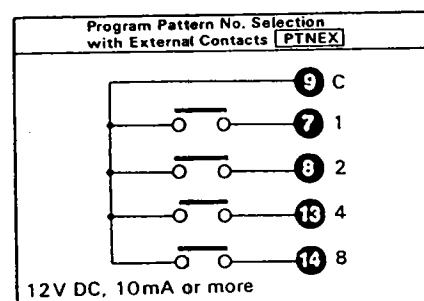 Program Pattern No. Selection
with External Contacts PTNEX
9 C
7 1
8 2
13 4
14 8
12V DC, 10mA or more